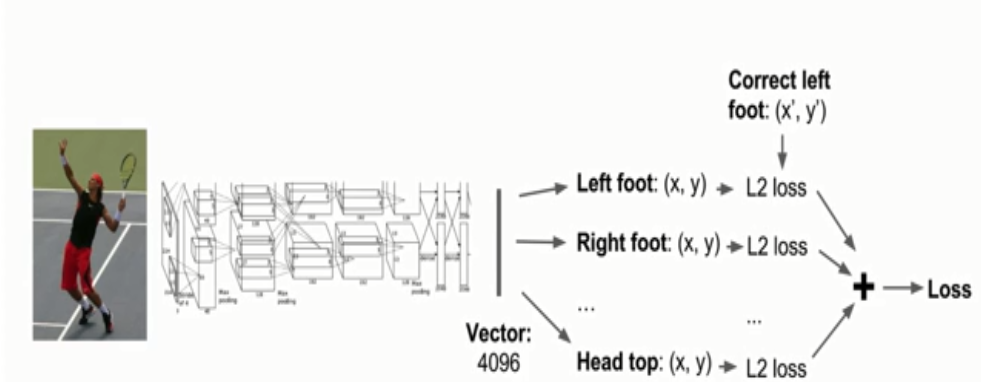 Correct left
foot: (x', y')
Left foot: (x, y)
L2 loss
Right foot: (x, y)
L2 loss
...
...
Loss
Vector:
4096
Head top: (x, y)
L2 loss
Max
pooling
Max
pooling
Max
pooling